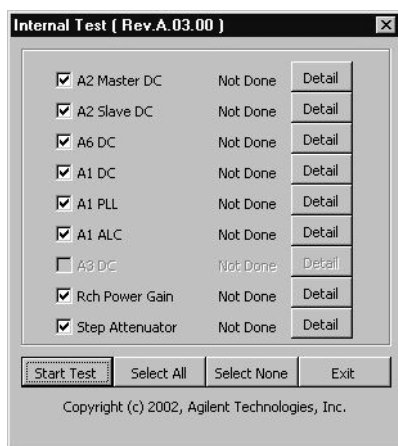 Internal Test ( Rev.A.03.00 )
A2 Master DC Not Done Detail
A2 Slave DC Not Done Detail
A6 DC Not Done Detail
A1 DC Not Done Detail
A1 PLL Not Done Detail
A1 ALC Not Done Detail
A3 DC Not Done Detail
Rch Power Gain Not Done Detail
Step Attenuator Not Done Detail
Start Test Select All Select None Exit
Copyright (c) 2002, Agilent Technologies, Inc.